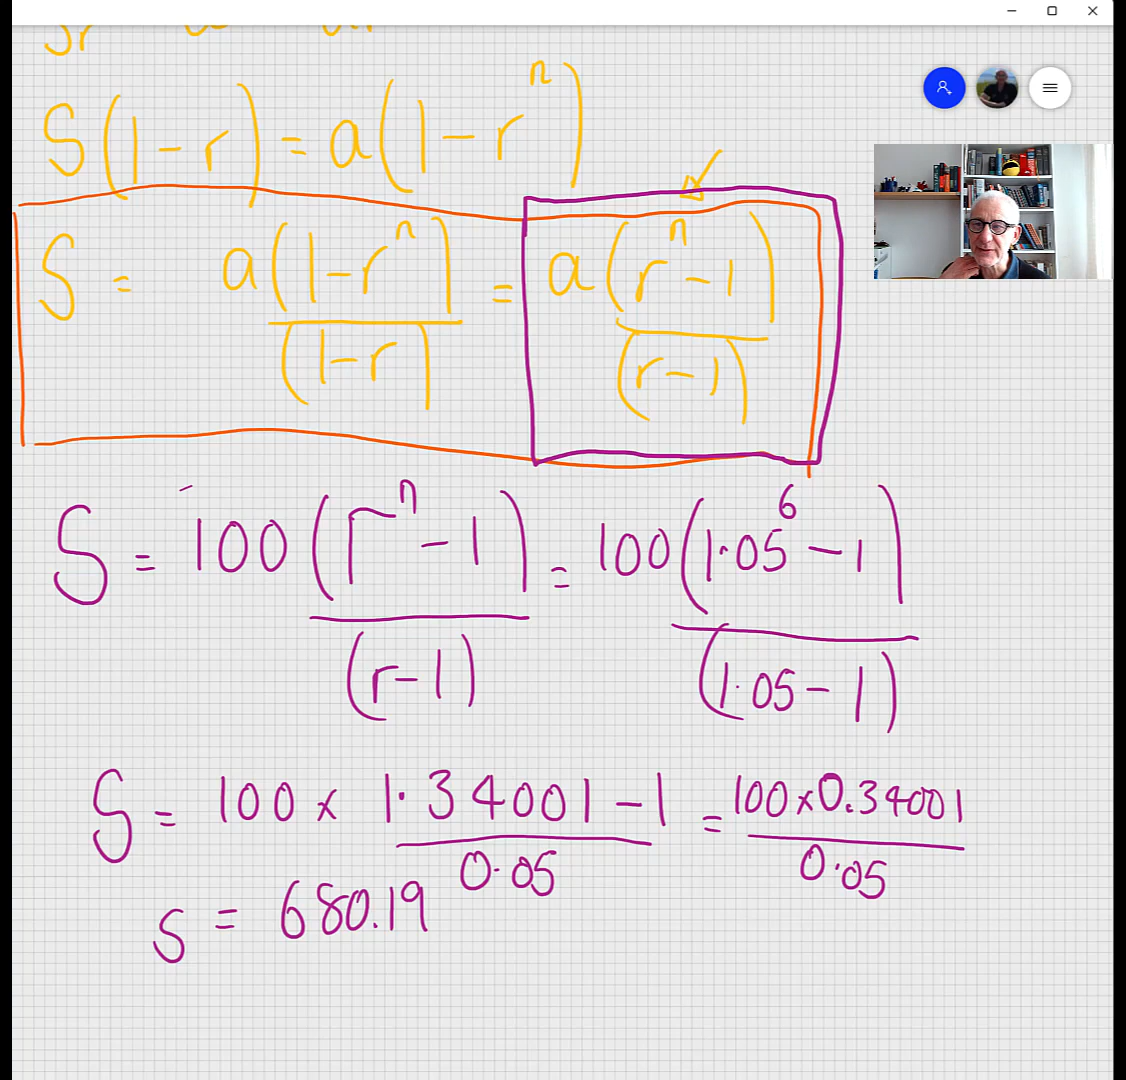 S(1-r) = a(1-r^n)
S = a(1-r^n)/(1-r) = a(r^n-1)/(r-1)
S = 100(r^n-1)/(r-1) = 100(1.05^6-1)/(1.05-1)
S = 100 × 1.34001-1/0.05 = 100×0.34001/0.05
S = 680.19